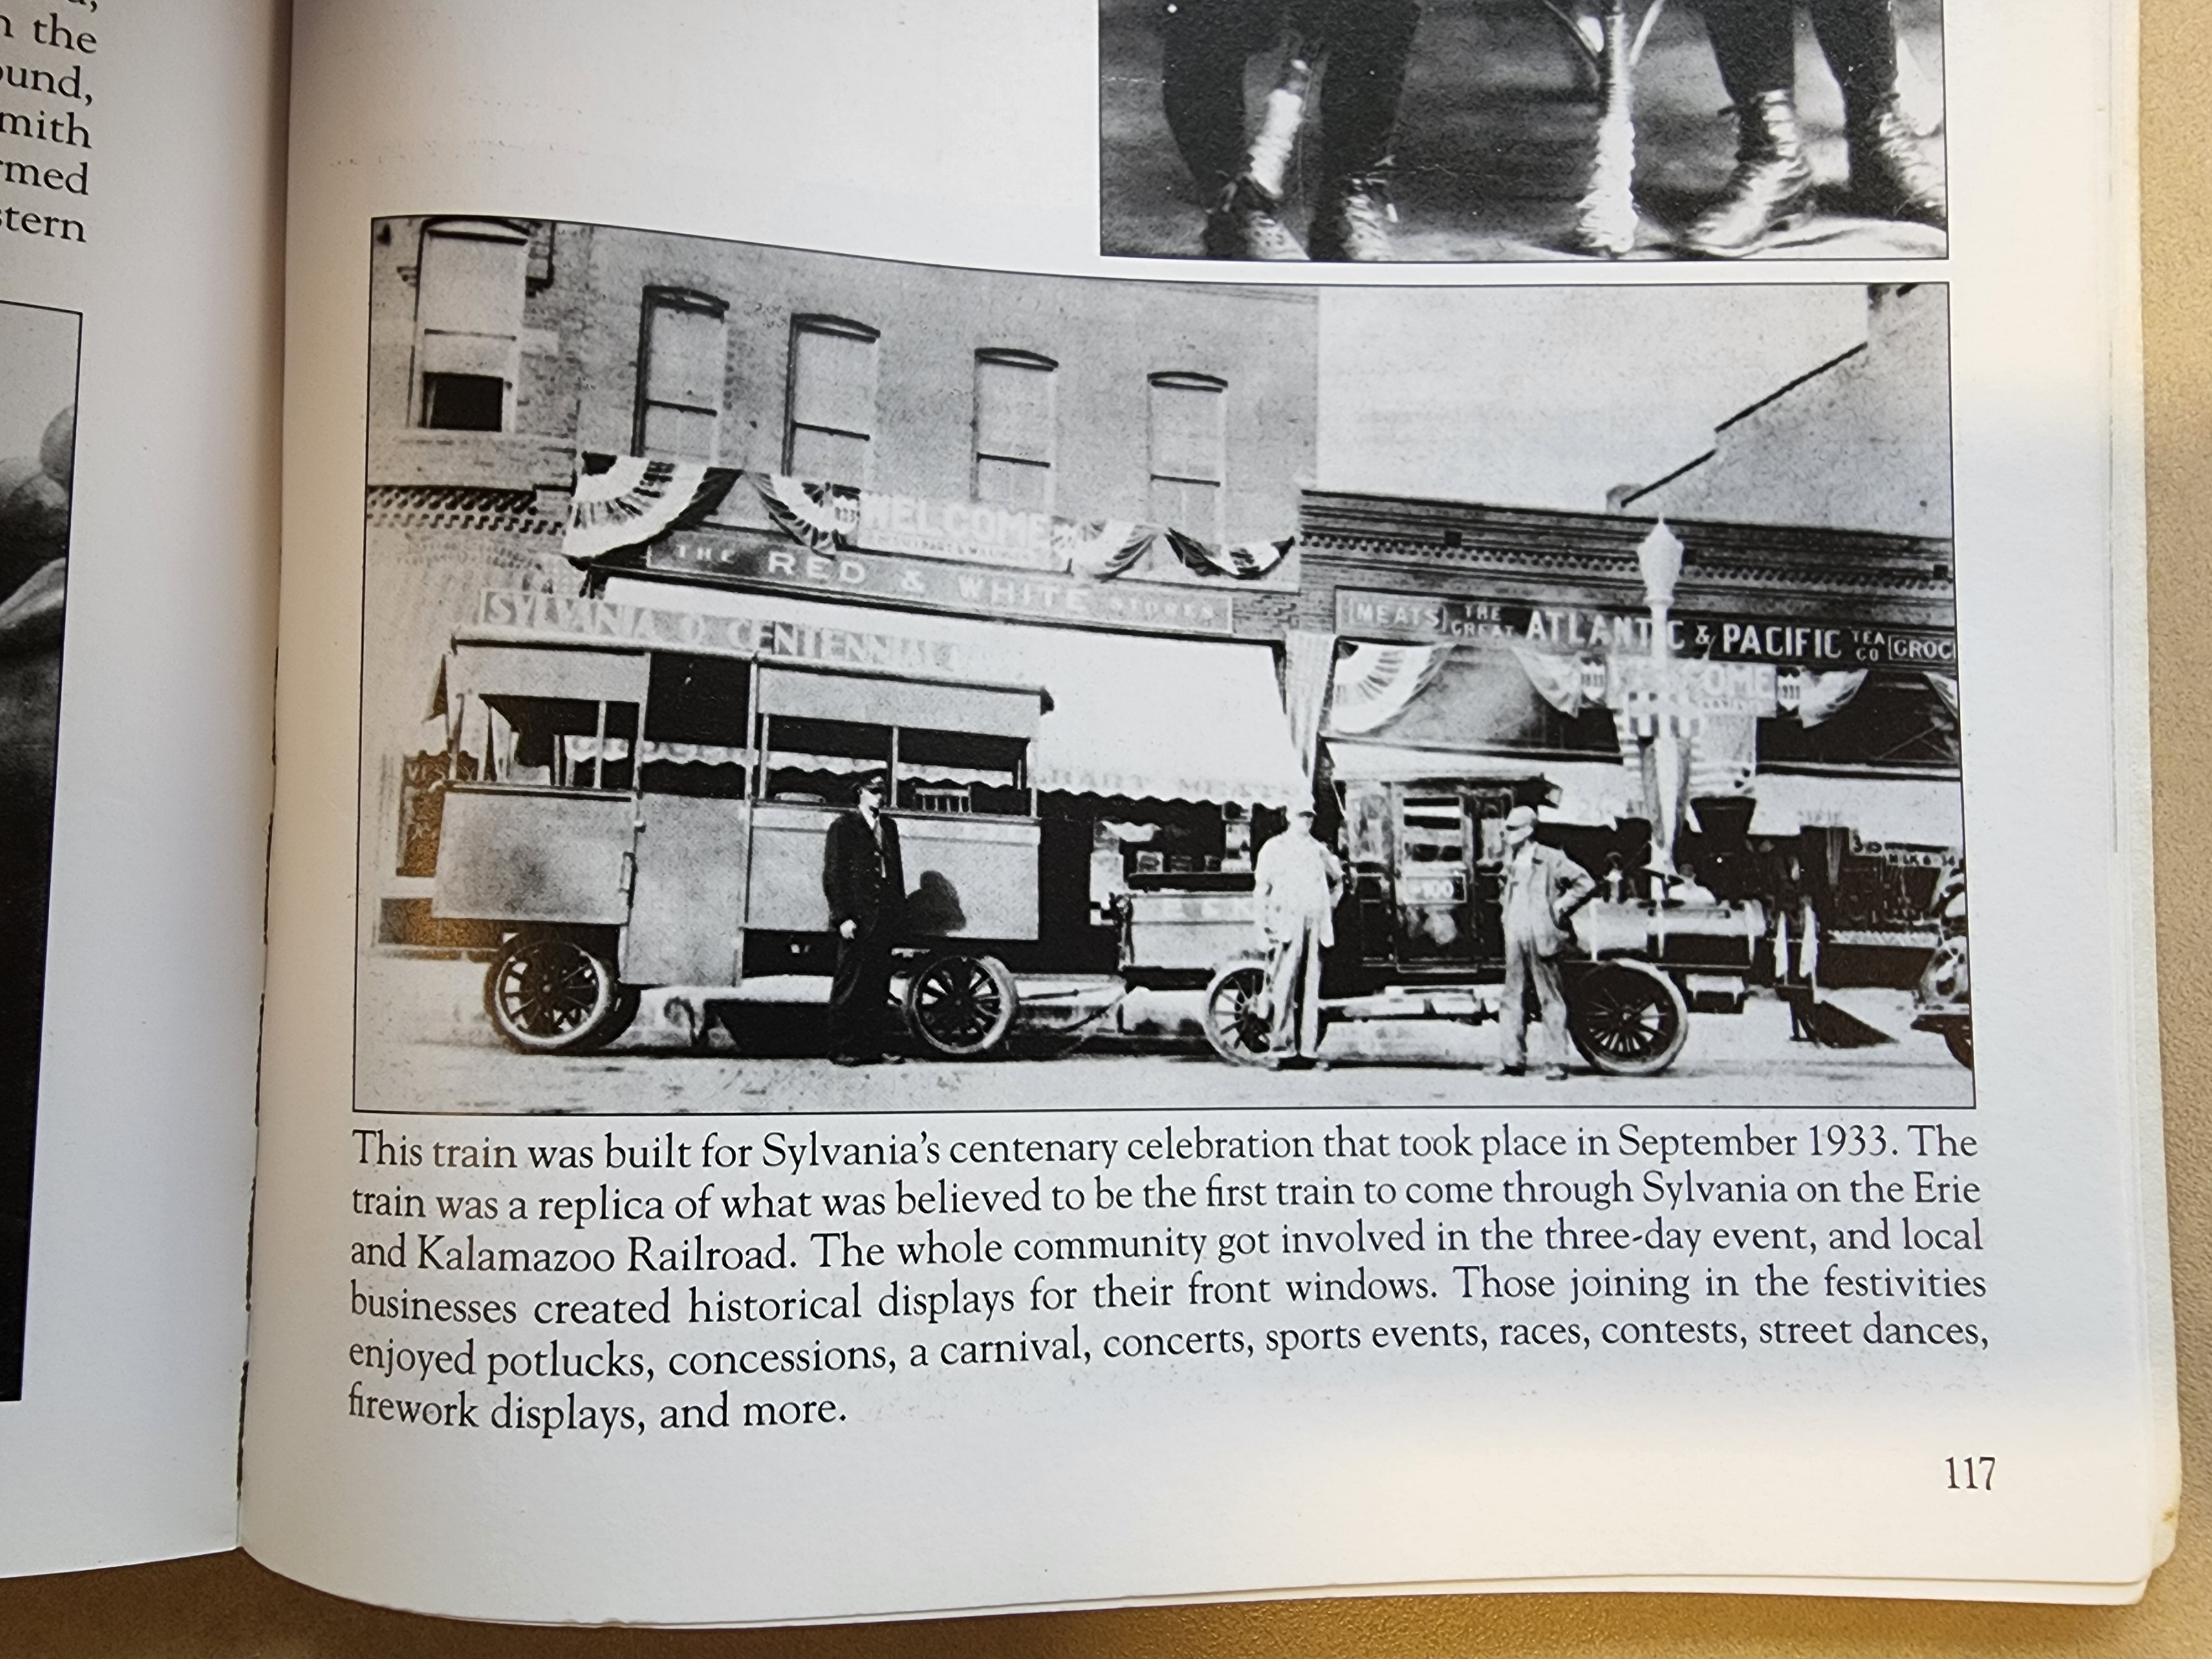 n the
ound,
mith
rmed
stern
WELCOME
THE RED & WHITE STORES
SYLVANIA O. CENTENNIAL
MEATS THE GREAT ATLANTIC & PACIFIC TEA CO GROC
This train was built for Sylvania's centenary celebration that took place in September 1933. The
train was a replica of what was believed to be the first train to come through Sylvania on the Erie
and Kalamazoo Railroad. The whole community got involved in the three-day event, and local
businesses created historical displays for their front windows. Those joining in the festivities
enjoyed potlucks, concessions, a carnival, concerts, sports events, races, contests, street dances,
firework displays, and more.
117